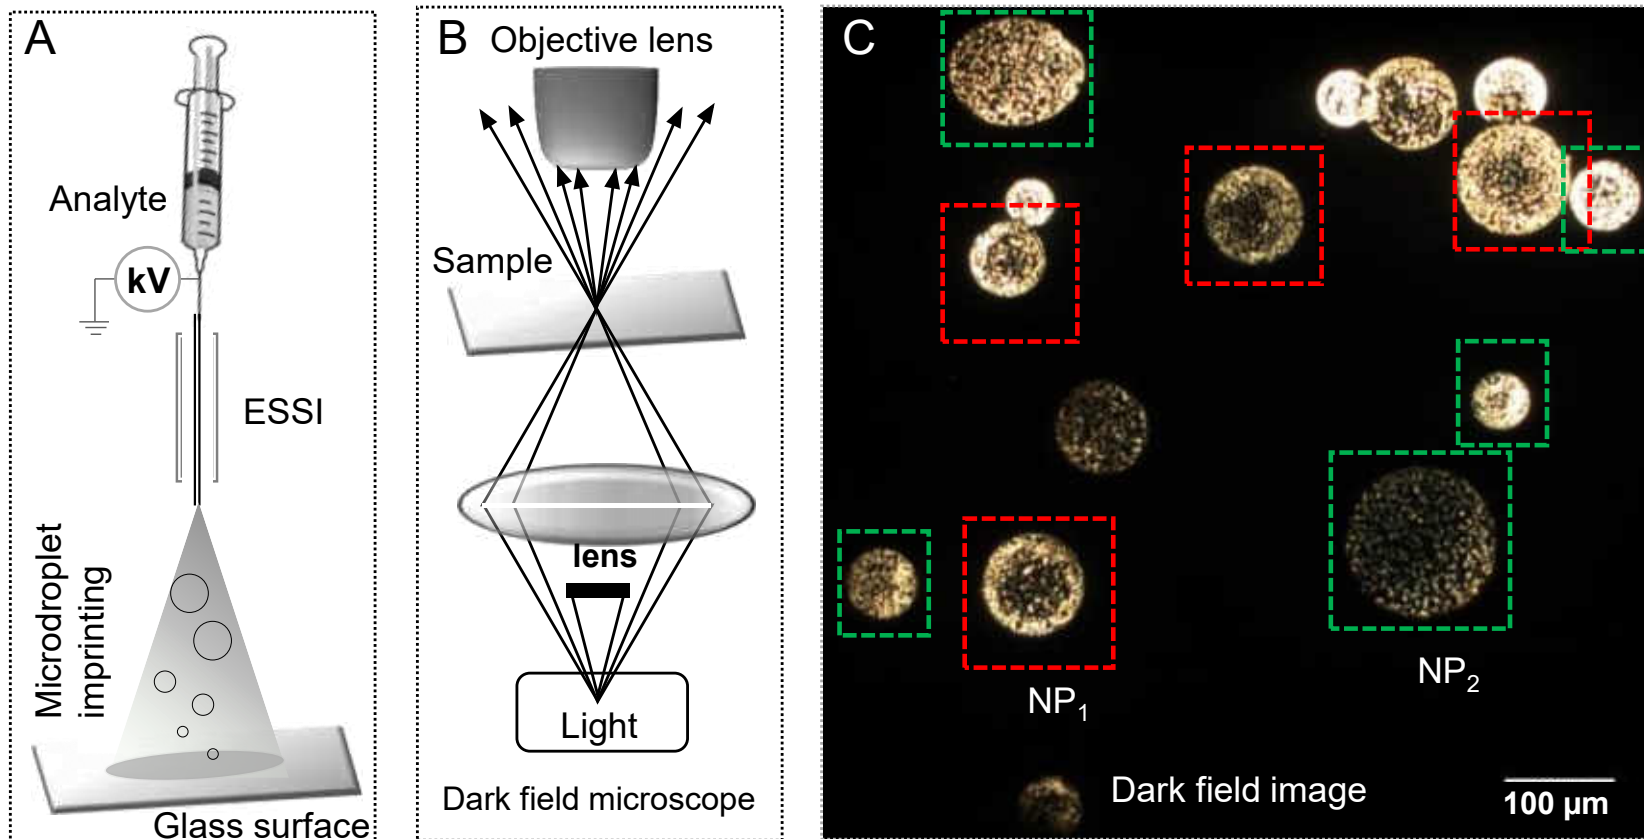 A
Analyte
kV
ESSI
Microdroplet
imprinting
Glass surface
B
Objective lens
Sample
lens
Light
Dark field microscope
C
NP₁
NP₂
Dark field image
100 µm